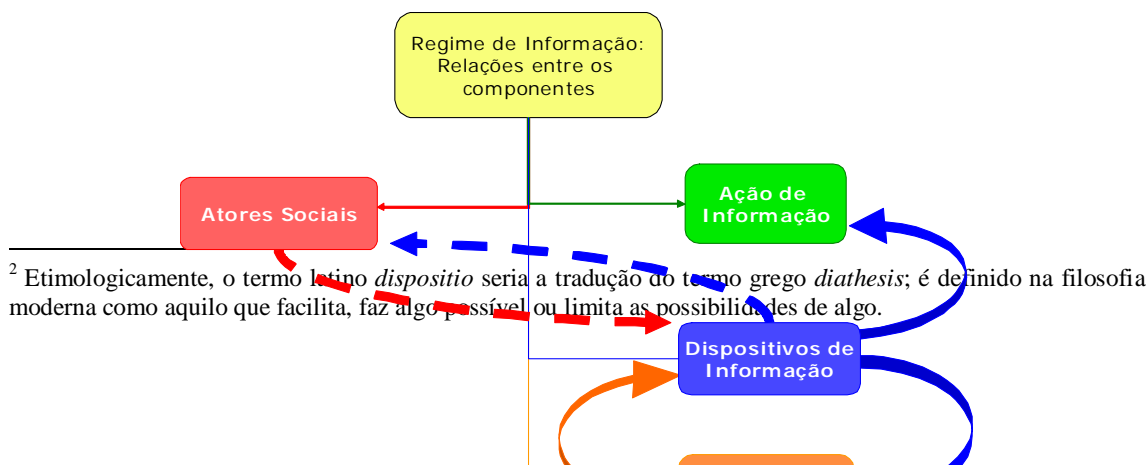 Regime de Informação:
Relações entre os
componentes
Atores Sociais
Ação de
Informação
2 Etimologicamente, o termo latino dispositio seria a tradução do termo grego diathesis; é definido na filosofia
moderna como aquilo que facilita, faz algo possível ou limita as possibilidades de algo.
Dispositivos de
Informação